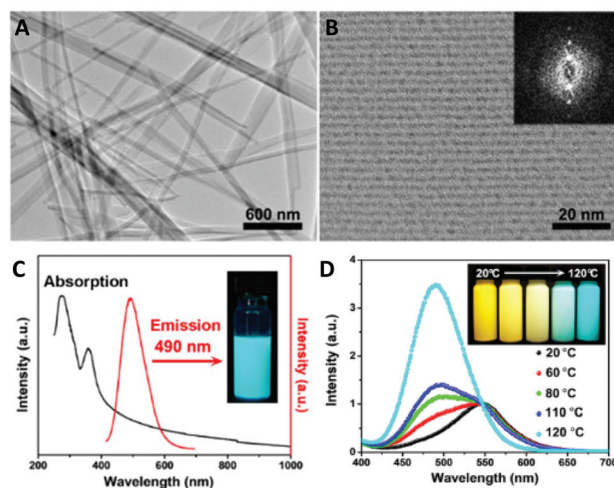 A
600 nm
B
20 nm
C
Absorption
Emission
490 nm
Intensity (a.u.)
Intensity (a.u.)
200 400 600 800 1000
Wavelength (nm)
D
20°C 120°C
20 °C
60 °C
80 °C
110 °C
120 °C
4
3
2
1
0
Intensity (a.u.)
400 450 500 550 600 650 700
Wavelength (nm)